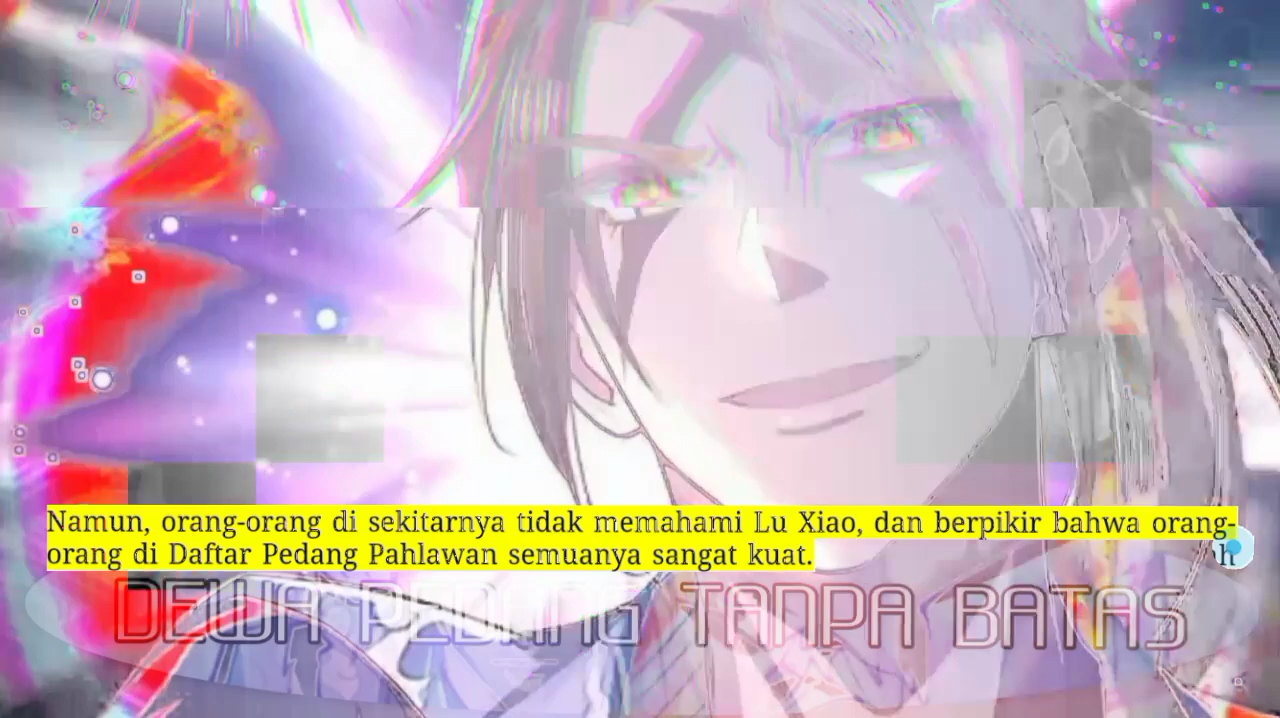 Namun, orang-orang di sekitarnya tidak memahami Lu Xiao, dan berpikir bahwa orang-
orang di Daftar Pedang Pahlawan semuanya sangat kuat.
h
DEWA PEDANG TANPA BATAS